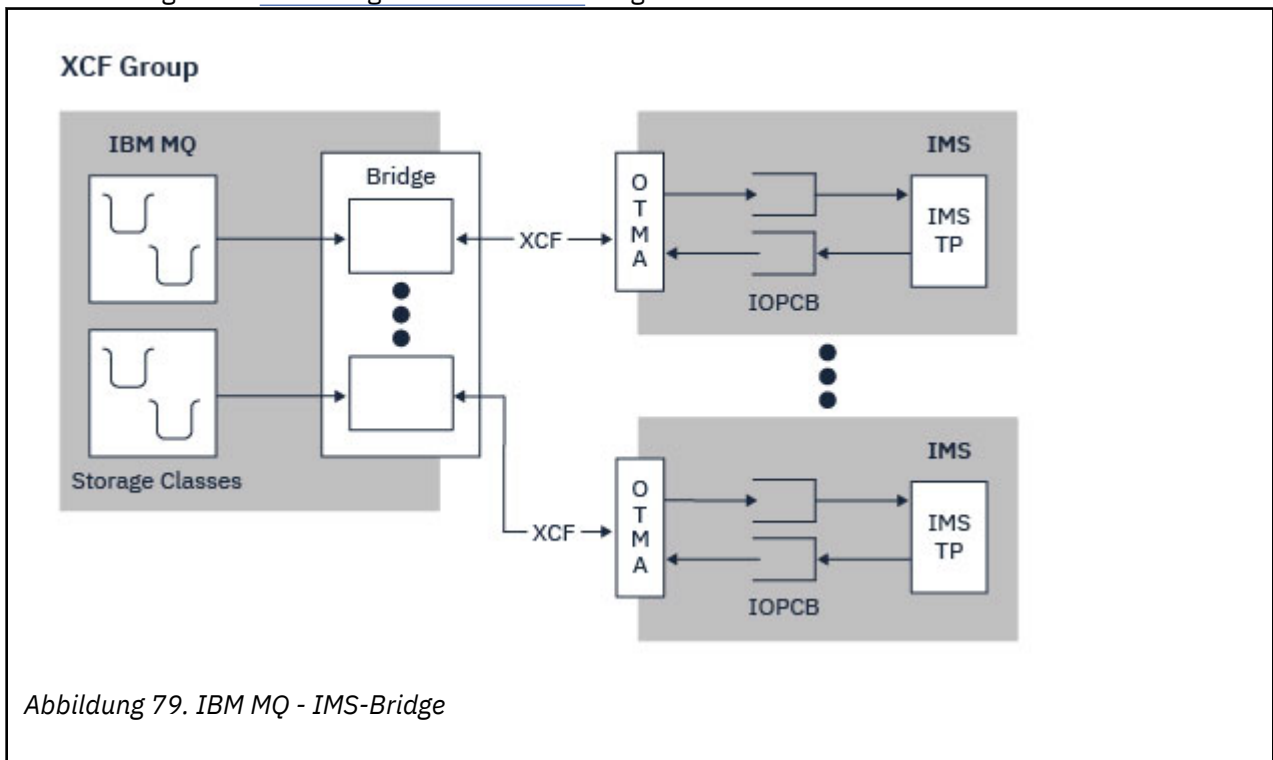 XCF Group
IBM MQ
Bridge
Storage Classes
XCF
O
T
M
A
IOPCB
IMS
IMS
TP
XCF
O
T
M
A
IOPCB
IMS
IMS
TP
Abbildung 79. IBM MQ - IMS-Bridge